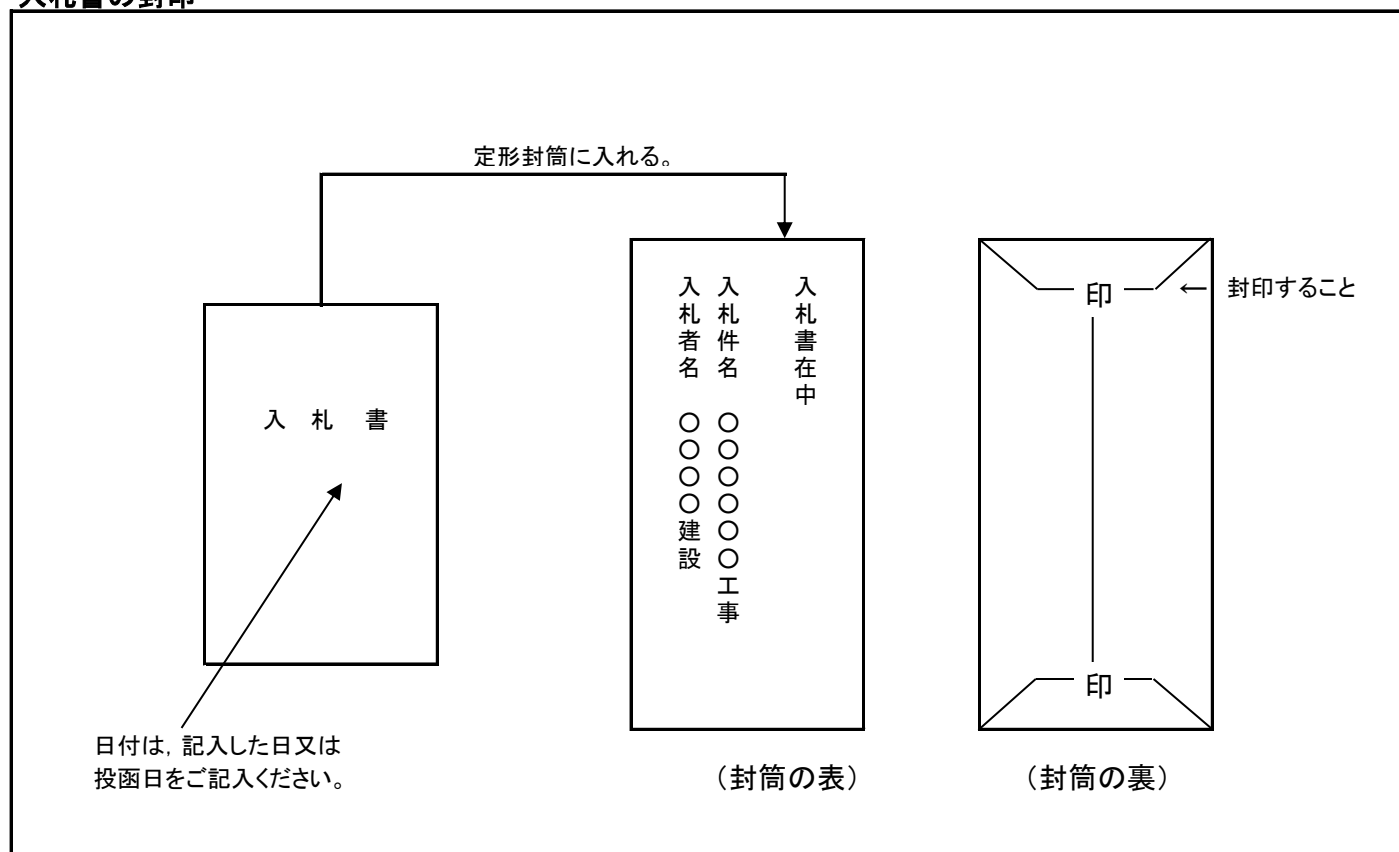 入札書の封印
定形封筒に入れる。
入札書
日付は，記入した日又は
投函日をご記入ください。
入札書在中
入札件名 〇〇〇〇〇〇工事
入札者名 〇〇〇〇建設
（封筒の表）
印
← 封印すること
印
（封筒の裏）